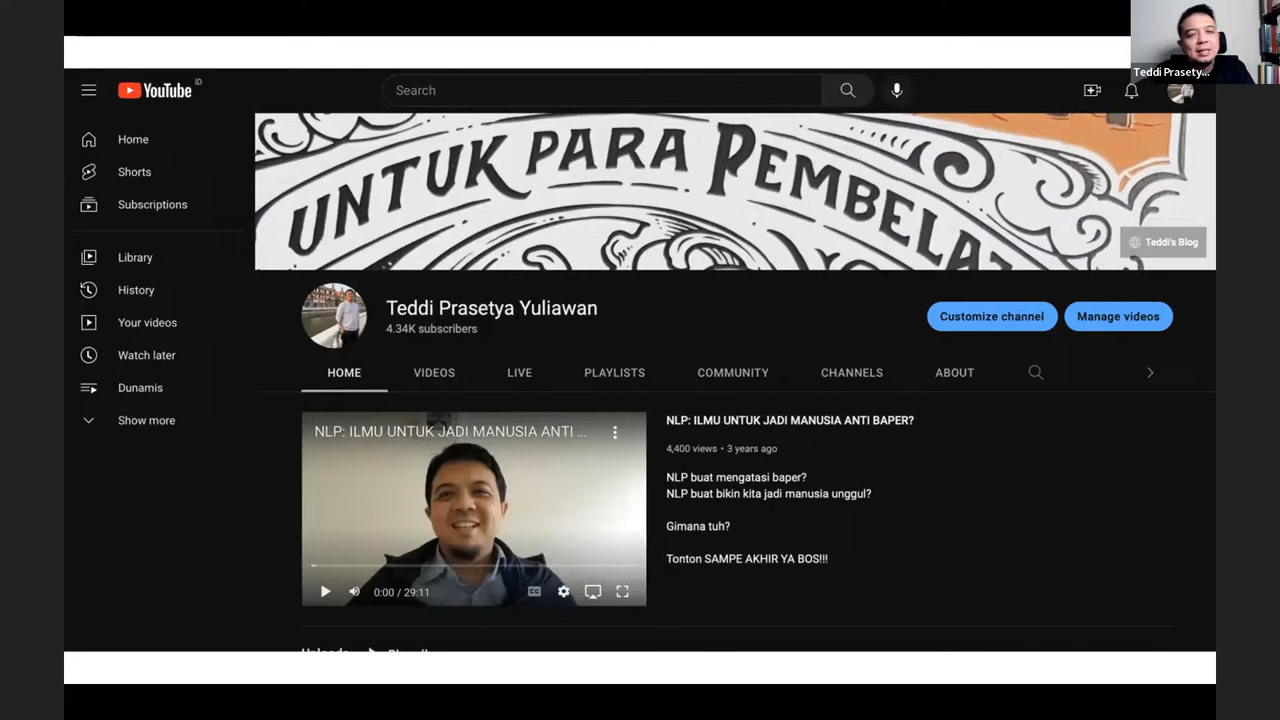 Teddi Prasety...
YouTube ID
Search
Home
Shorts
Subscriptions
Library
History
Your videos
Watch later
Dunamis
Show more
UNTUK PARA PEMBELA
Teddi's Blog
Teddi Prasetya Yuliawan
4.34K subscribers
Customize channel
Manage videos
HOME VIDEOS LIVE PLAYLISTS COMMUNITY CHANNELS ABOUT
NLP: ILMU UNTUK JADI MANUSIA ANTI ...
0:00 / 29:11
CC
NLP: ILMU UNTUK JADI MANUSIA ANTI BAPER?
4,400 views • 3 years ago
NLP buat mengatasi baper?
NLP buat bikin kita jadi manusia unggul?
Gimana tuh?
Tonton SAMPE AKHIR YA BOS!!!